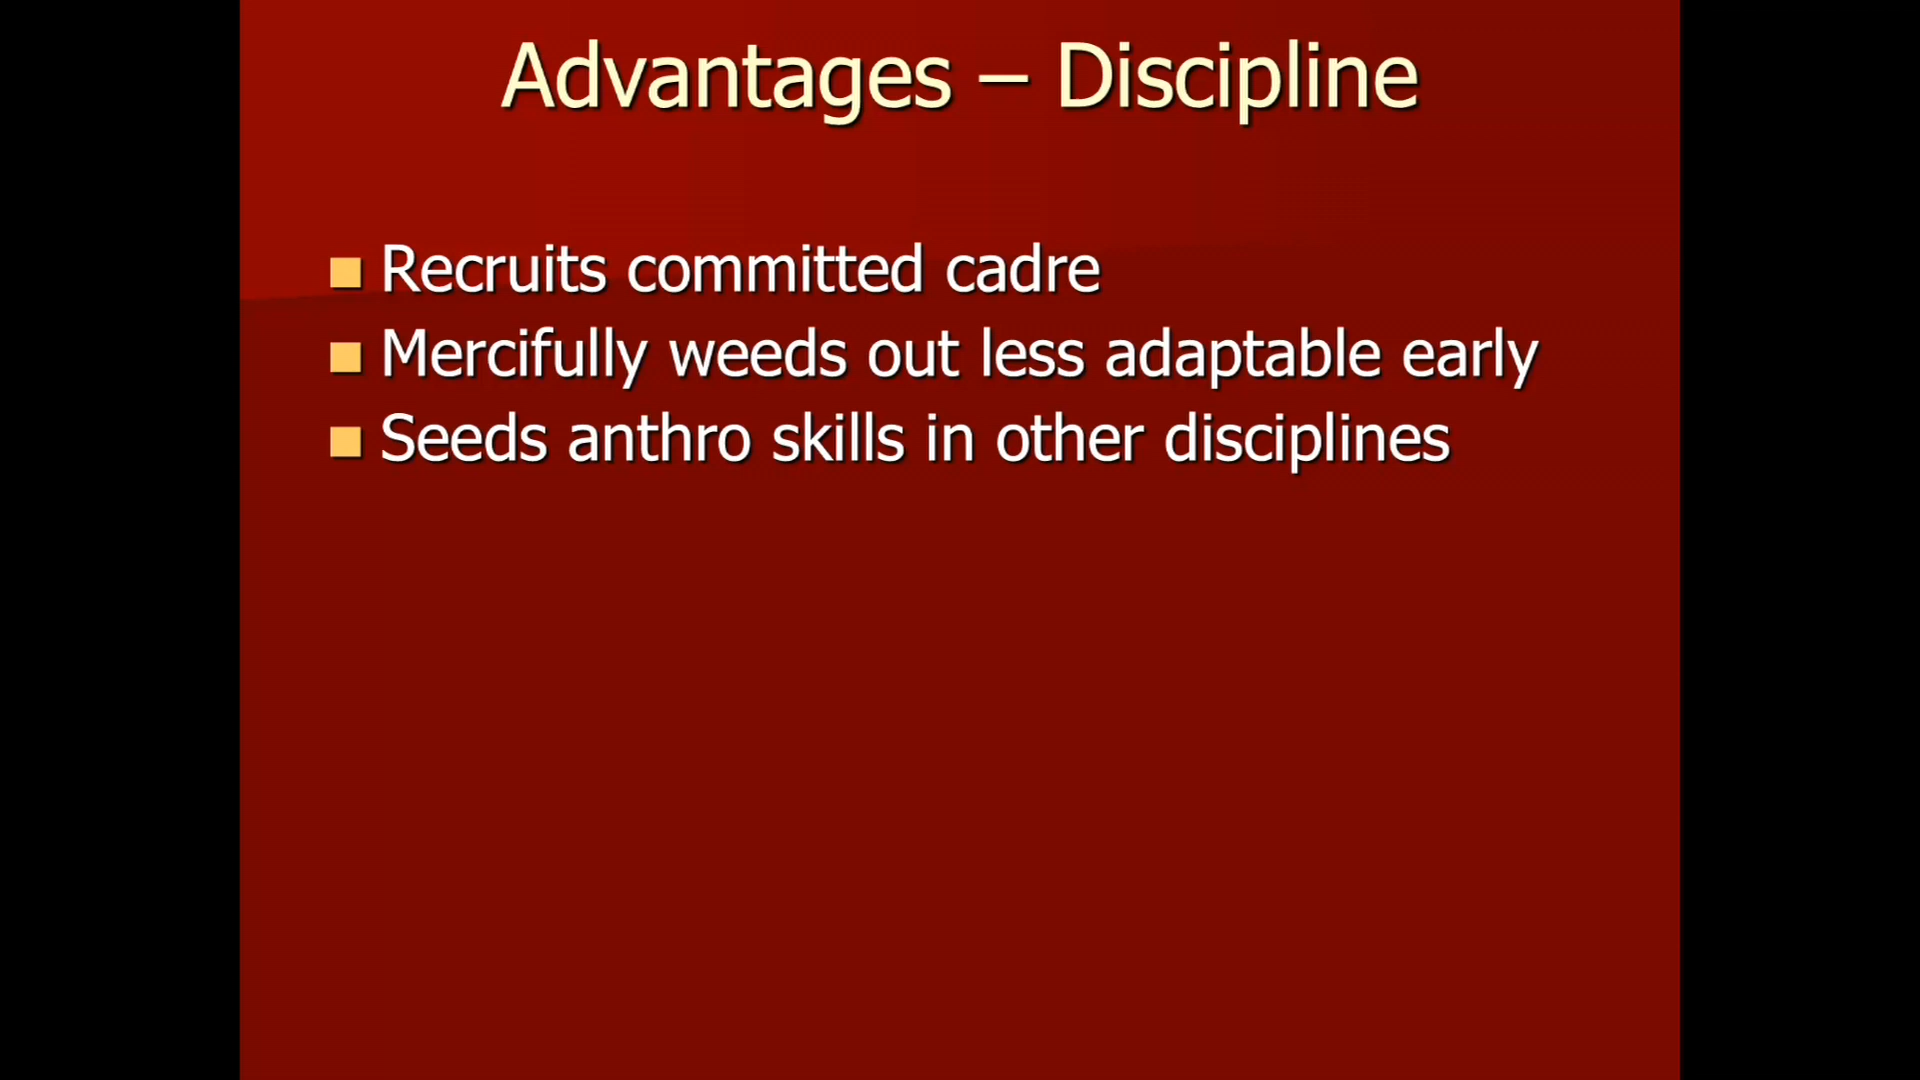 Advantages – Discipline
Recruits committed cadre
Mercifully weeds out less adaptable early
Seeds anthro skills in other disciplines